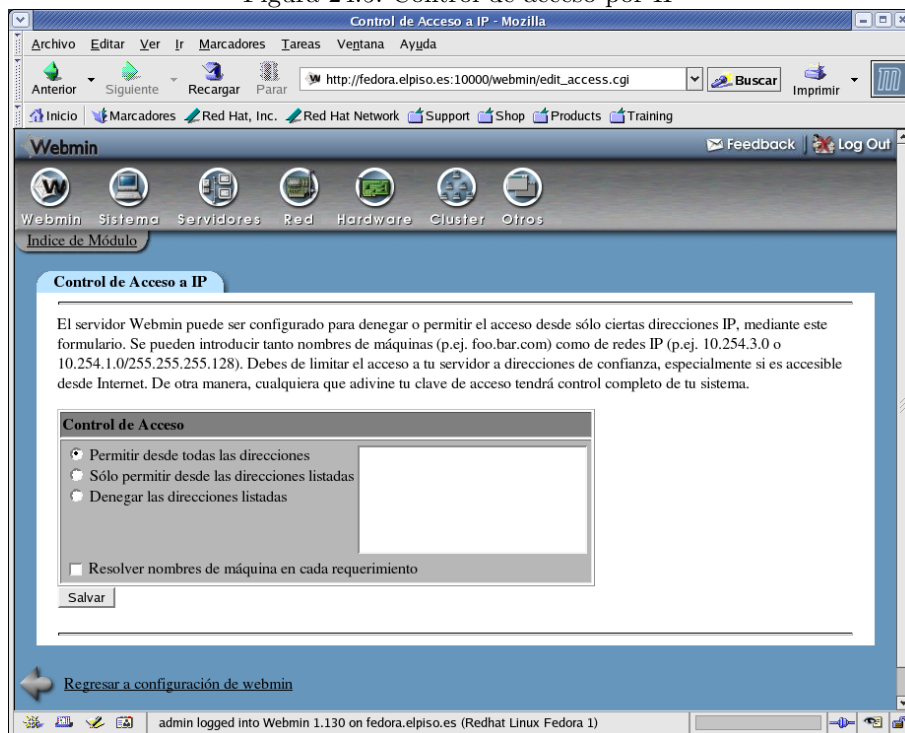 Control de Acceso a IP - Mozilla
Archivo Editar Ver Ir Marcadores Tareas Ventana Ayuda
Anterior Siguiente Recargar Parar http://fedora.elpiso.es:10000/webmin/edit_access.cgi Buscar Imprimir
Inicio Marcadores Red Hat, Inc. Red Hat Network Support Shop Products Training
Webmin Feedback Log Out
Webmin Sistema Servidores Red Hardware Cluster Otros
Indice de Módulo
Control de Acceso a IP
El servidor Webmin puede ser configurado para denegar o permitir el acceso desde sólo ciertas direcciones IP, mediante este
formulario. Se pueden introducir tanto nombres de máquinas (p.ej. foo.bar.com) como de redes IP (p.ej. 10.254.3.0 o
10.254.1.0/255.255.255.128). Debes de limitar el acceso a tu servidor a direcciones de confianza, especialmente si es accesible
desde Internet. De otra manera, cualquiera que adivine tu clave de acceso tendrá control completo de tu sistema.
Control de Acceso
Permitir desde todas las direcciones
Sólo permitir desde las direcciones listadas
Denegar las direcciones listadas
Resolver nombres de máquina en cada requerimiento
Salvar
Regresar a configuración de webmin
admin logged into Webmin 1.130 on fedora.elpiso.es (Redhat Linux Fedora 1)